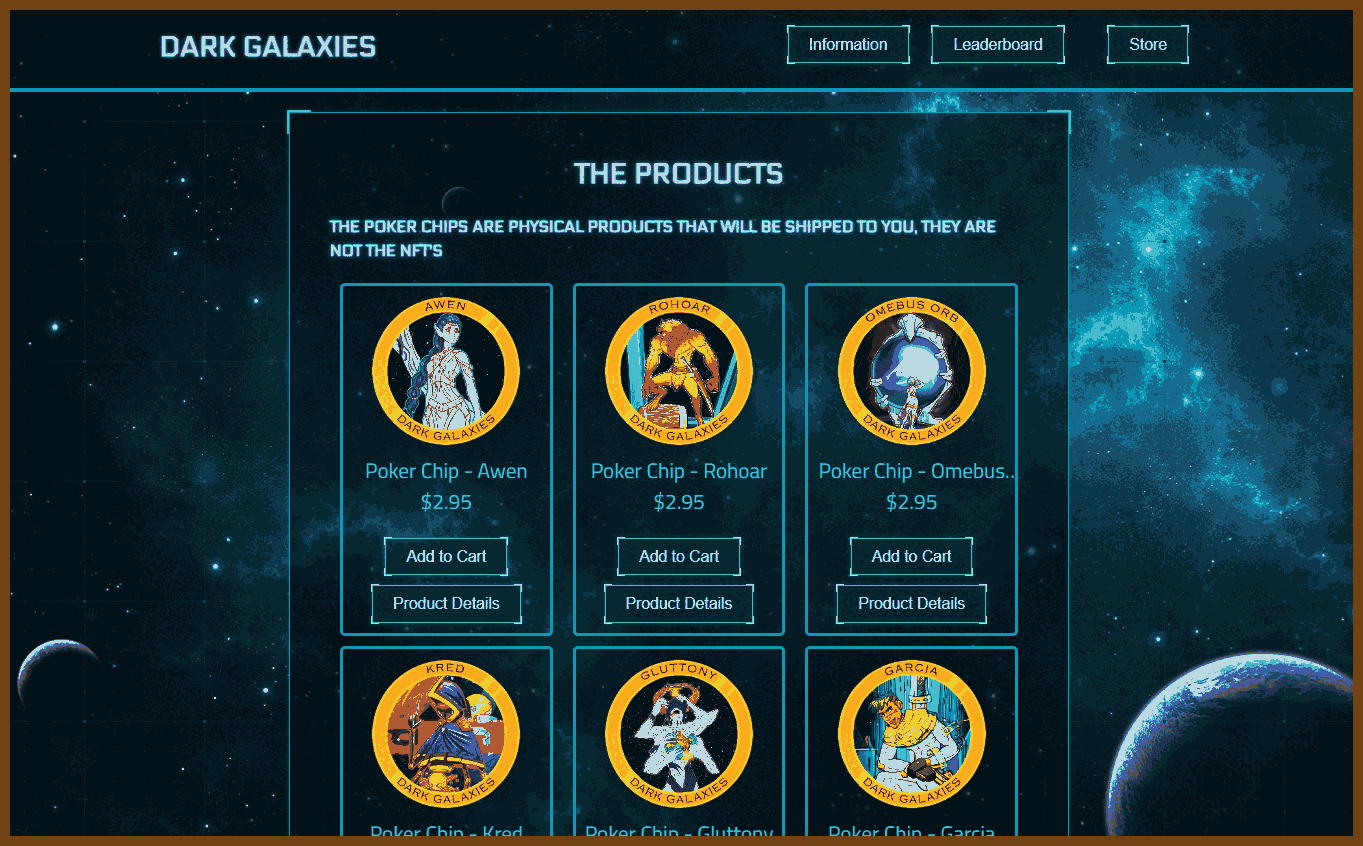 DARK GALAXIES
Information
Leaderboard
Store
THE PRODUCTS
THE POKER CHIPS ARE PHYSICAL PRODUCTS THAT WILL BE SHIPPED TO YOU, THEY ARE
NOT THE NFT'S
AWEN
DARK GALAXIES
Poker Chip - Awen
$2.95
Add to Cart
Product Details
ROHOAR
DARK GALAXIES
Poker Chip - Rohoar
$2.95
Add to Cart
Product Details
OMEBUS ORB
DARK GALAXIES
Poker Chip - Omebus..
$2.95
Add to Cart
Product Details
KRED
DARK GALAXIES
Poker Chip - Kred
GLUTTONY
DARK GALAXIES
Poker Chip - Gluttony
GARCIA
DARK GALAXIES
Poker Chip - Garcia